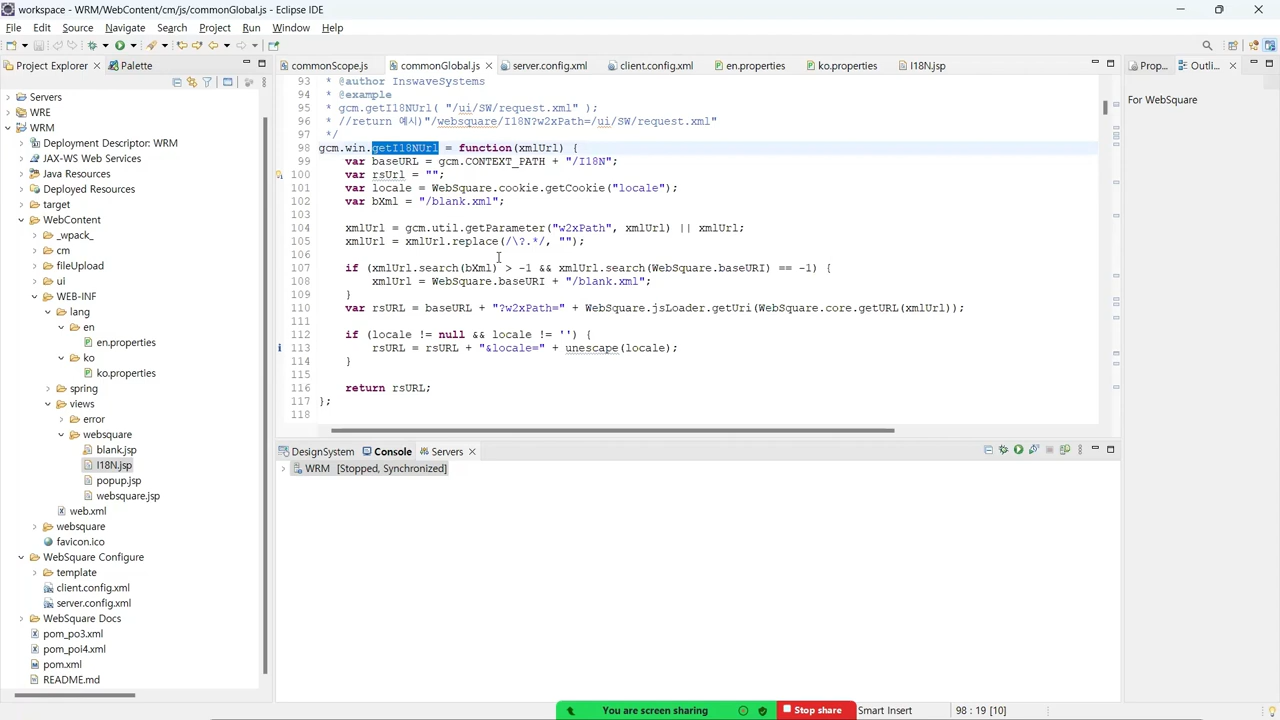 workspace - WRM/WebContent/cm/js/commonGlobal.js - Eclipse IDE
File Edit Source Navigate Search Project Run Window Help
Project Explorer
Palette
Servers
WRE
WRM
Deployment Descriptor: WRM
JAX-WS Web Services
Java Resources
Deployed Resources
target
WebContent
_wpack_
cm
fileUpload
ui
WEB-INF
lang
en
en.properties
ko
ko.properties
spring
views
error
websquare
blank.jsp
I18N.jsp
popup.jsp
websquare.jsp
web.xml
websquare
favicon.ico
WebSquare Configure
template
client.config.xml
server.config.xml
WebSquare Docs
pom_po3.xml
pom_poi4.xml
pom.xml
README.md
commonScope.js commonGlobal.js server.config.xml client.config.xml en.properties ko.properties I18N.jsp
93 * @author InswaveSystems
94 * @example
95 * gcm.getI18NUrl( "/ui/SW/request.xml" );
96 * //return 예시)"/websquare/I18N?w2xPath=/ui/SW/request.xml"
97 */
98 gcm.win.getI18NUrl = function(xmlUrl) {
99 var baseURL = gcm.CONTEXT_PATH + "/I18N";
100 var rsUrl = "";
101 var locale = WebSquare.cookie.getCookie("locale");
102 var bXml = "/blank.xml";
103
104 xmlUrl = gcm.util.getParameter("w2xPath", xmlUrl) || xmlUrl;
105 xmlUrl = xmlUrl.replace(/\?.*/, "");
106
107 if (xmlUrl.search(bXml) > -1 && xmlUrl.search(WebSquare.baseURI) == -1) {
108 xmlUrl = WebSquare.baseURI + "/blank.xml";
109 }
110 var rsURL = baseURL + "?w2xPath=" + WebSquare.jsLoader.getUri(WebSquare.core.getURL(xmlUrl));
111
112 if (locale != null && locale != '') {
113 rsURL = rsURL + "&locale=" + unescape(locale);
114 }
115
116 return rsURL;
117 };
118
DesignSystem Console Servers
WRM [Stopped, Synchronized]
Prop... Outli...
For WebSquare
You are screen sharing
Stop share
Smart Insert
98 : 19 [10]